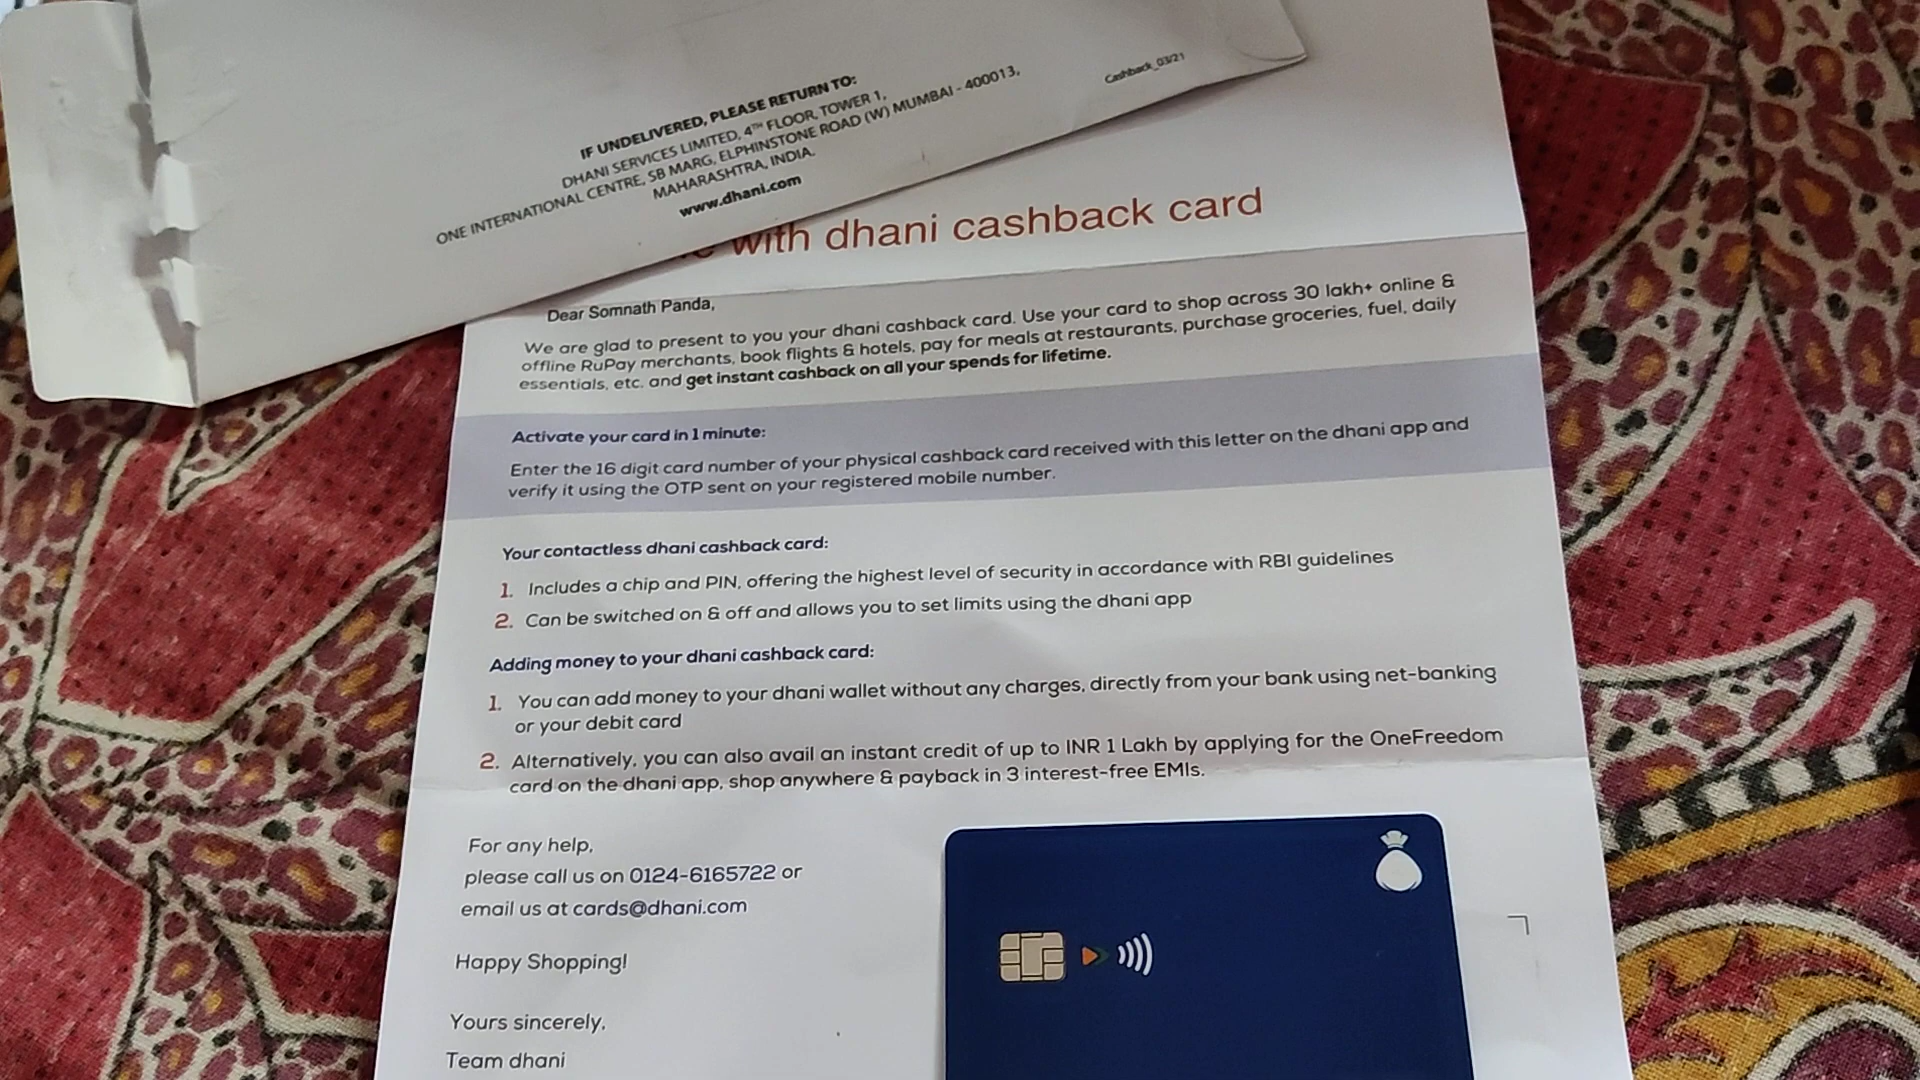 IF UNDELIVERED, PLEASE RETURN TO:
DHANI SERVICES LIMITED, 4TH FLOOR, TOWER 1,
ONE INTERNATIONAL CENTRE, SB MARG, ELPHINSTONE ROAD (W) MUMBAI - 400013,
MAHARASHTRA, INDIA.
www.dhani.com
Cashback_03/21
with dhani cashback card
Dear Somnath Panda,
We are glad to present to you your dhani cashback card. Use your card to shop across 30 lakh+ online &
offline RuPay merchants, book flights & hotels, pay for meals at restaurants, purchase groceries, fuel, daily
essentials, etc. and get instant cashback on all your spends for lifetime.
Activate your card in 1 minute:
Enter the 16 digit card number of your physical cashback card received with this letter on the dhani app and
verify it using the OTP sent on your registered mobile number.
Your contactless dhani cashback card:
1. Includes a chip and PIN, offering the highest level of security in accordance with RBI guidelines
2. Can be switched on & off and allows you to set limits using the dhani app
Adding money to your dhani cashback card:
1. You can add money to your dhani wallet without any charges, directly from your bank using net-banking
or your debit card
2. Alternatively, you can also avail an instant credit of up to INR 1 Lakh by applying for the OneFreedom
card on the dhani app, shop anywhere & payback in 3 interest-free EMIs.
For any help,
please call us on 0124-6165722 or
email us at cards@dhani.com
Happy Shopping!
Yours sincerely,
Team dhani